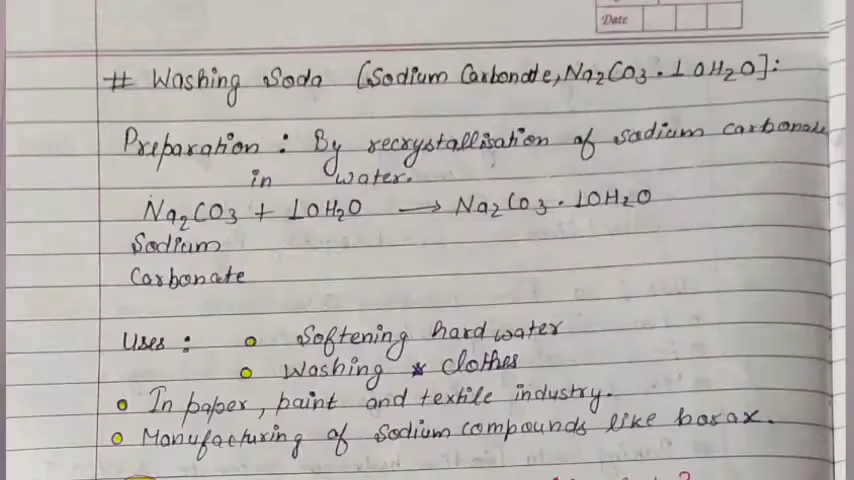 Date
# Washing Soda [Sodium Carbonate, Na2CO3 . 10H2O] :
Preparation : By recrystallisation of sodium carbonate
in water.
Na2CO3 + 10H2O → Na2CO3 . 10H2O
Sodium
Carbonate
Uses : • Softening hard water
• Washing clothes
• In paper, paint and textile industry.
• Manufacturing of sodium compounds like borax.